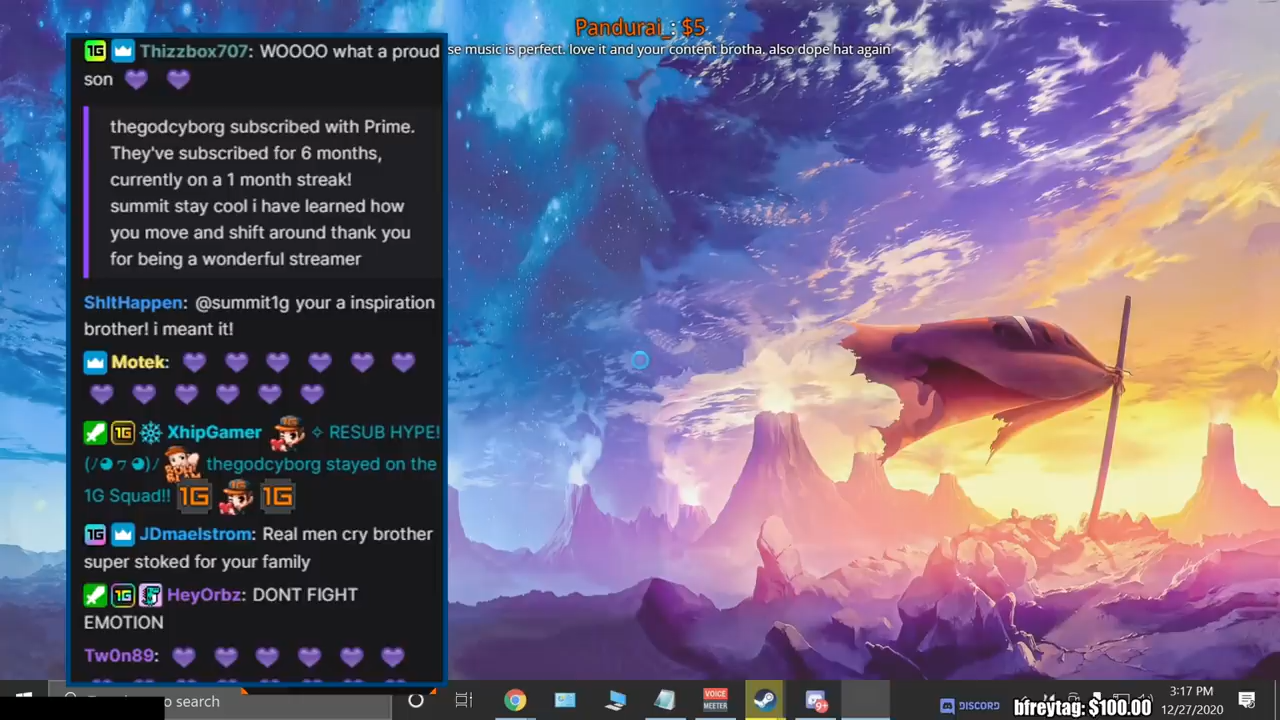 Pandurai_: $5
se music is perfect. love it and your content brotha. also dope hat again
1G Thizzbox707: WOOOO what a proud
son
thegodcyborg subscribed with Prime.
They've subscribed for 6 months,
currently on a 1 month streak!
summit stay cool i have learned how
you move and shift around thank you
for being a wonderful streamer
ShItHappen: @summit1g your a inspiration
brother! i meant it!
Motek:
1G XhipGamer ✧ RESUB HYPE!
thegodcyborg stayed on the
1G Squad!! 1G 1G
1G JDmaelstrom: Real men cry brother
super stoked for your family
1G HeyOrbz: DONT FIGHT
EMOTION
Tw0n89:
o search
VOICE
MEETER
9+
DISCORD
bfreytag: $100.00
3:17 PM
12/27/2020